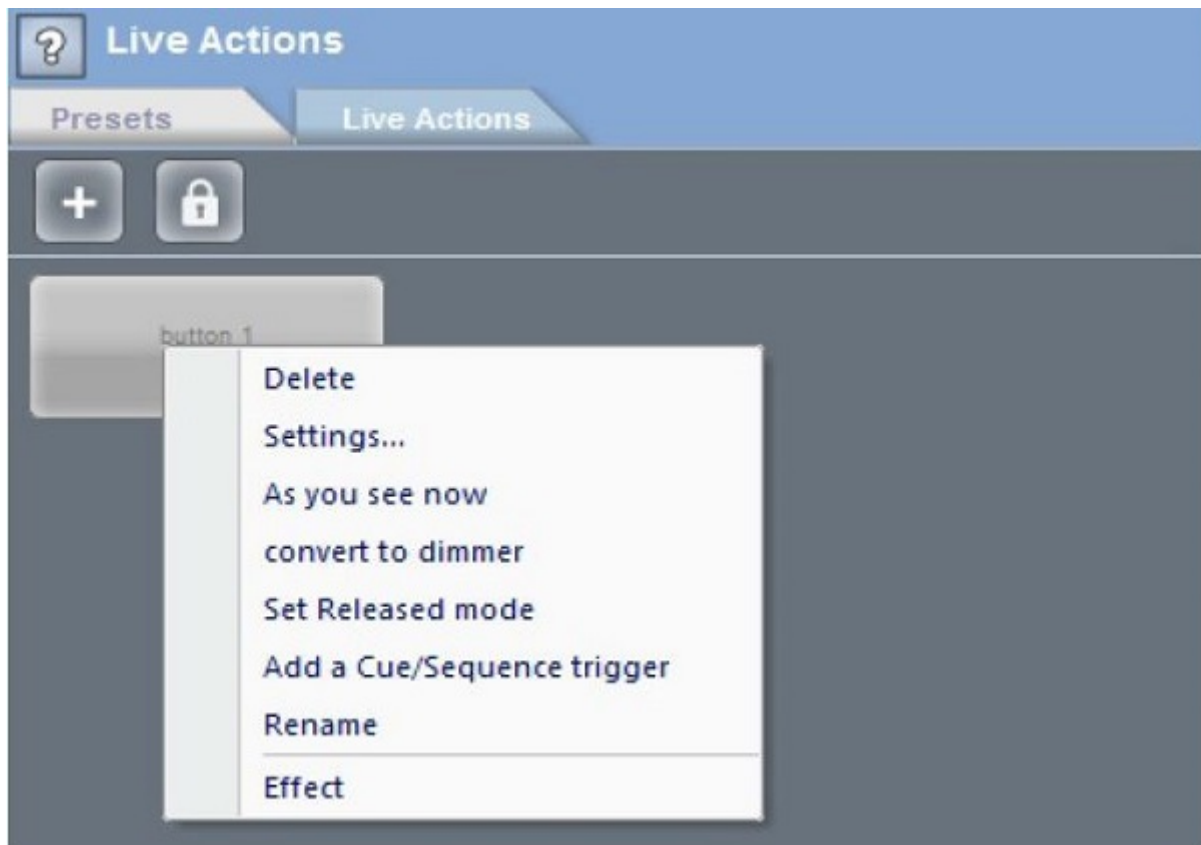 Live Actions
Presets
Live Actions
button 1
Delete
Settings...
As you see now
convert to dimmer
Set Released mode
Add a Cue/Sequence trigger
Rename
Effect